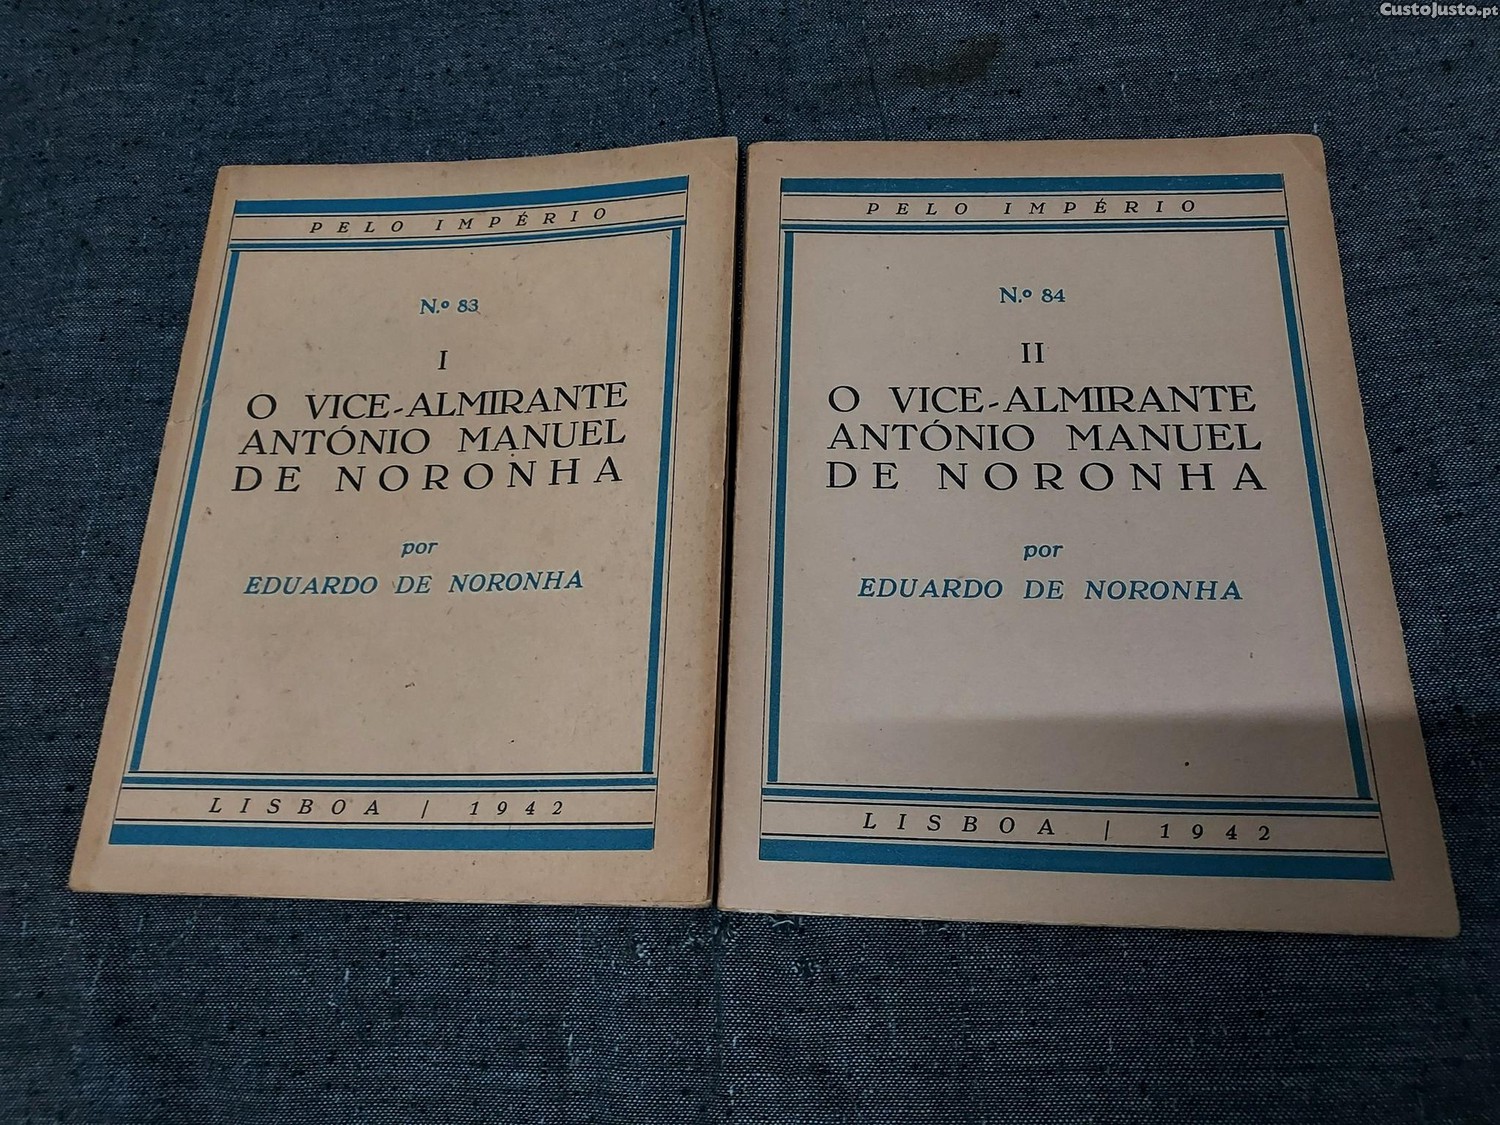 CustoJusto.pt
PELO IMPÉRIO
N.º 83
I
O VICE-ALMIRANTE
ANTÓNIO MANUEL
DE NORONHA
por
EDUARDO DE NORONHA
LISBOA / 1942
PELO IMPÉRIO
N.º 84
II
O VICE-ALMIRANTE
ANTÓNIO MANUEL
DE NORONHA
por
EDUARDO DE NORONHA
LISBOA / 1942